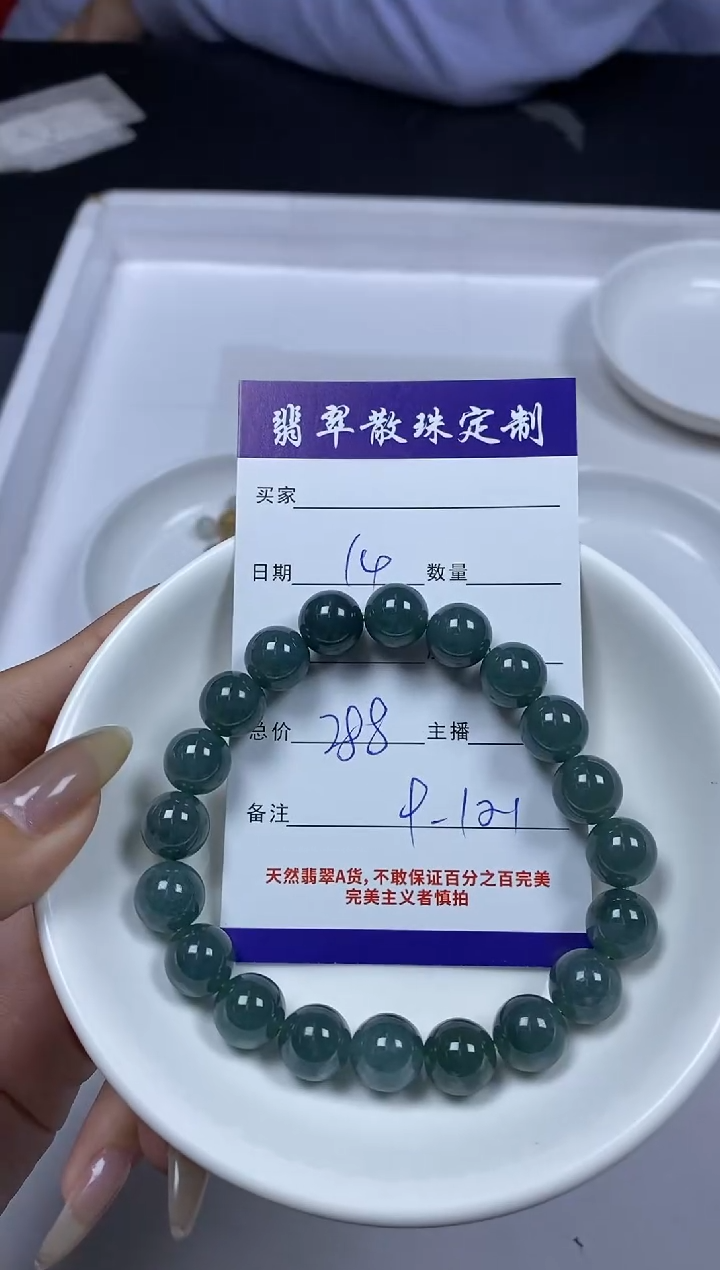 翡翠散珠定制
买家
日期 14 数量
总价 288 主播
备注
天然翡翠A货,不敢保证百分之百完美
完美主义者慎拍